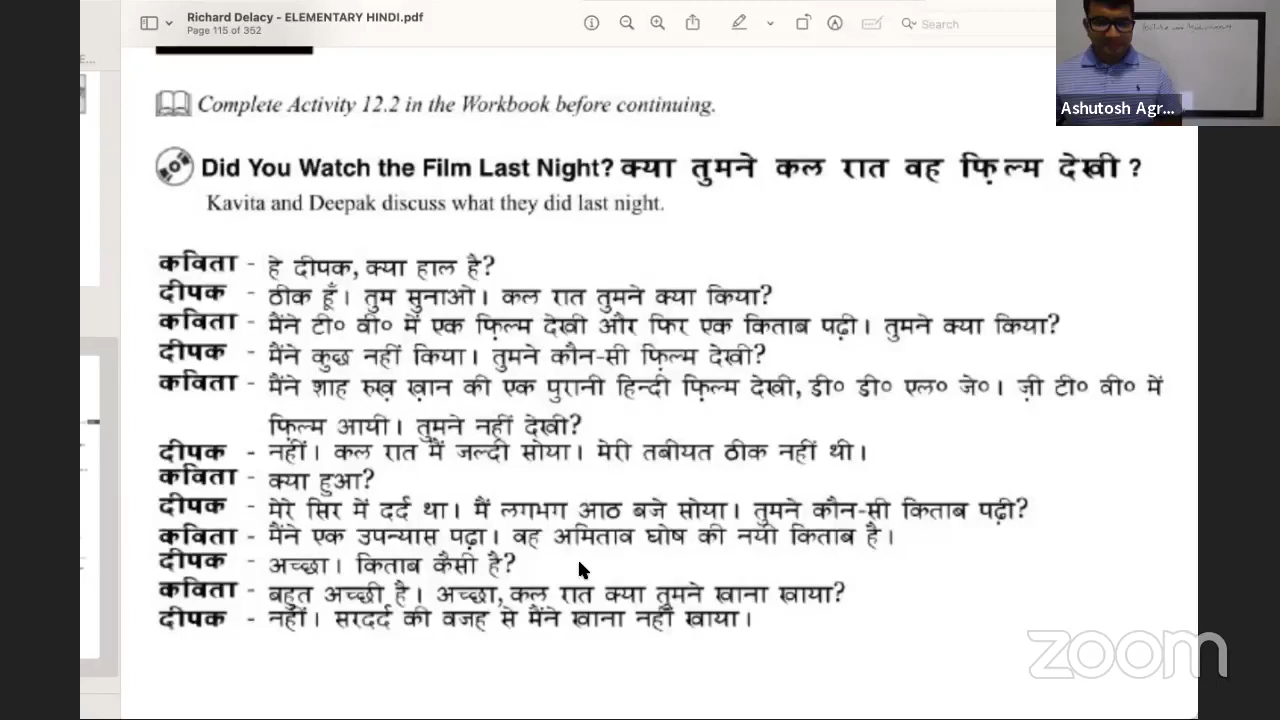 Richard Delacy - ELEMENTARY HINDI.pdf
Page 115 of 352
Search
Ashutosh Agr...
Complete Activity 12.2 in the Workbook before continuing.
Did You Watch the Film Last Night? क्या तुमने कल रात वह फ़िल्म देखी ?
Kavita and Deepak discuss what they did last night.
कविता - हे दीपक, क्या हाल है?
दीपक - ठीक हूँ। तुम सुनाओ। कल रात तुमने क्या किया?
कविता - मैंने टी० वी० में एक फ़िल्म देखी और फिर एक किताब पढ़ी। तुमने क्या किया?
दीपक - मैंने कुछ नहीं किया। तुमने कौन-सी फ़िल्म देखी?
कविता - मैंने शाह रुख़ ख़ान की एक पुरानी हिन्दी फ़िल्म देखी, डी० डी० एल० जे०। ज़ी टी० वी० में
फ़िल्म आयी। तुमने नहीं देखी?
दीपक - नहीं। कल रात मैं जल्दी सोया। मेरी तबीयत ठीक नहीं थी।
कविता - क्या हुआ?
दीपक - मेरे सिर में दर्द था। मैं लगभग आठ बजे सोया। तुमने कौन-सी किताब पढ़ी?
कविता - मैंने एक उपन्यास पढ़ा। वह अमिताव घोष की नयी किताब है।
दीपक - अच्छा। किताब कैसी है?
कविता - बहुत अच्छी है। अच्छा, कल रात क्या तुमने खाना खाया?
दीपक - नहीं। सरदर्द की वजह से मैंने खाना नहीं खाया।
zoom